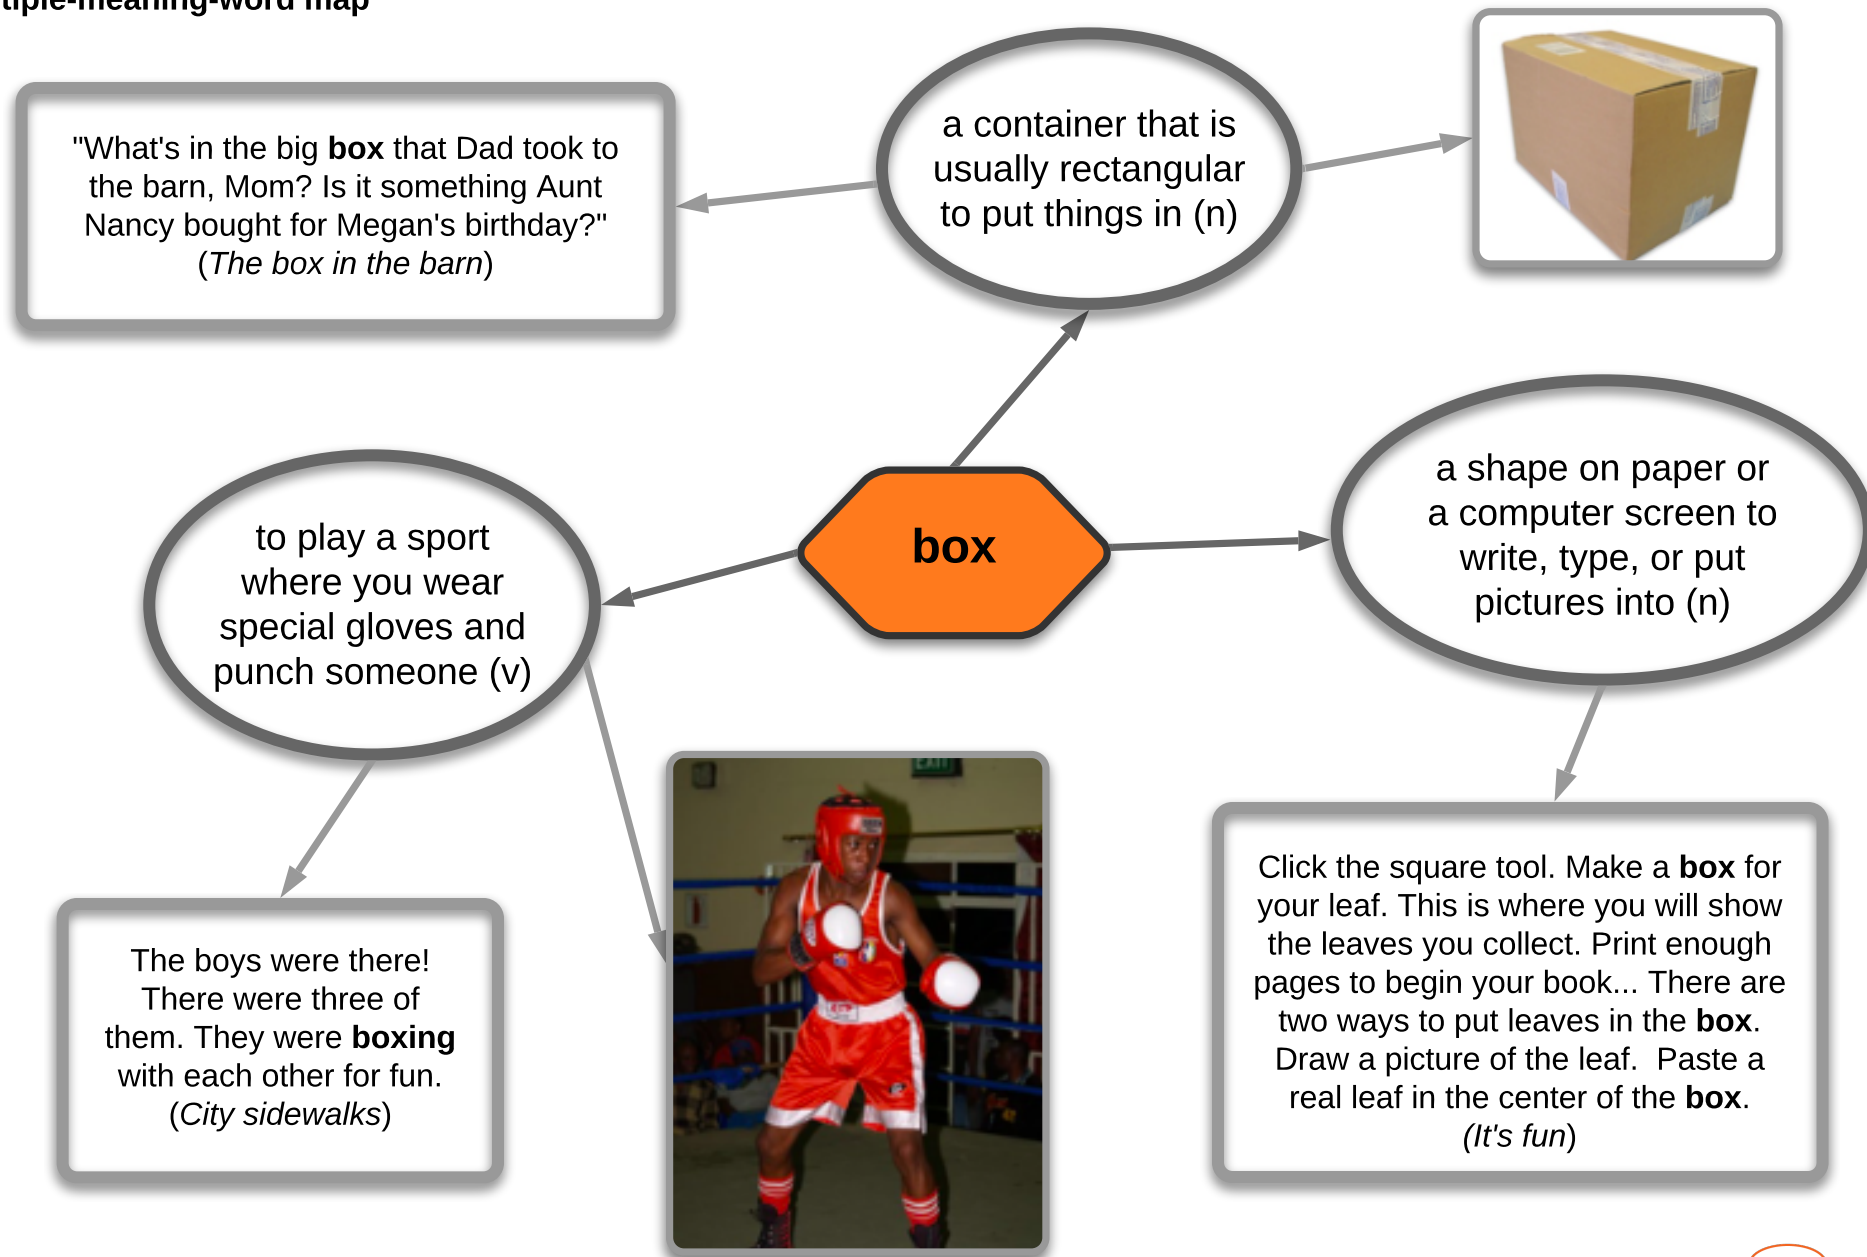 tiple-meaning-word map
"What's in the big box that Dad took to
the barn, Mom? Is it something Aunt
Nancy bought for Megan's birthday?"
(The box in the barn)
a container that is
usually rectangular
to put things in (n)
box
a shape on paper or
a computer screen to
write, type, or put
pictures into (n)
to play a sport
where you wear
special gloves and
punch someone (v)
The boys were there!
There were three of
them. They were boxing
with each other for fun.
(City sidewalks)
EXIT
Click the square tool. Make a box for
your leaf. This is where you will show
the leaves you collect. Print enough
pages to begin your book... There are
two ways to put leaves in the box.
Draw a picture of the leaf.  Paste a
real leaf in the center of the box.
(It's fun)